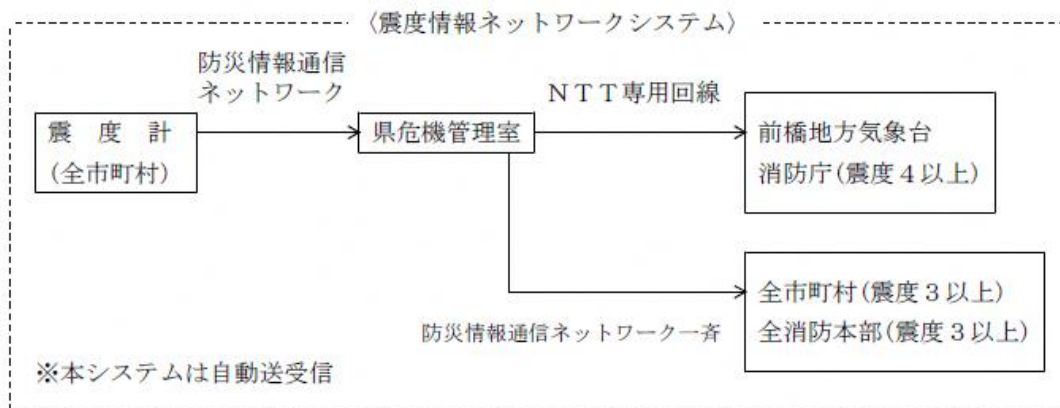 〈震度情報ネットワークシステム〉
防災情報通信
ネットワーク
NTT専用回線
震度計
(全市町村)
県危機管理室
前橋地方気象台
消防庁(震度4以上)
全市町村(震度3以上)
全消防本部(震度3以上)
防災情報通信ネットワーク一斉
※本システムは自動送受信